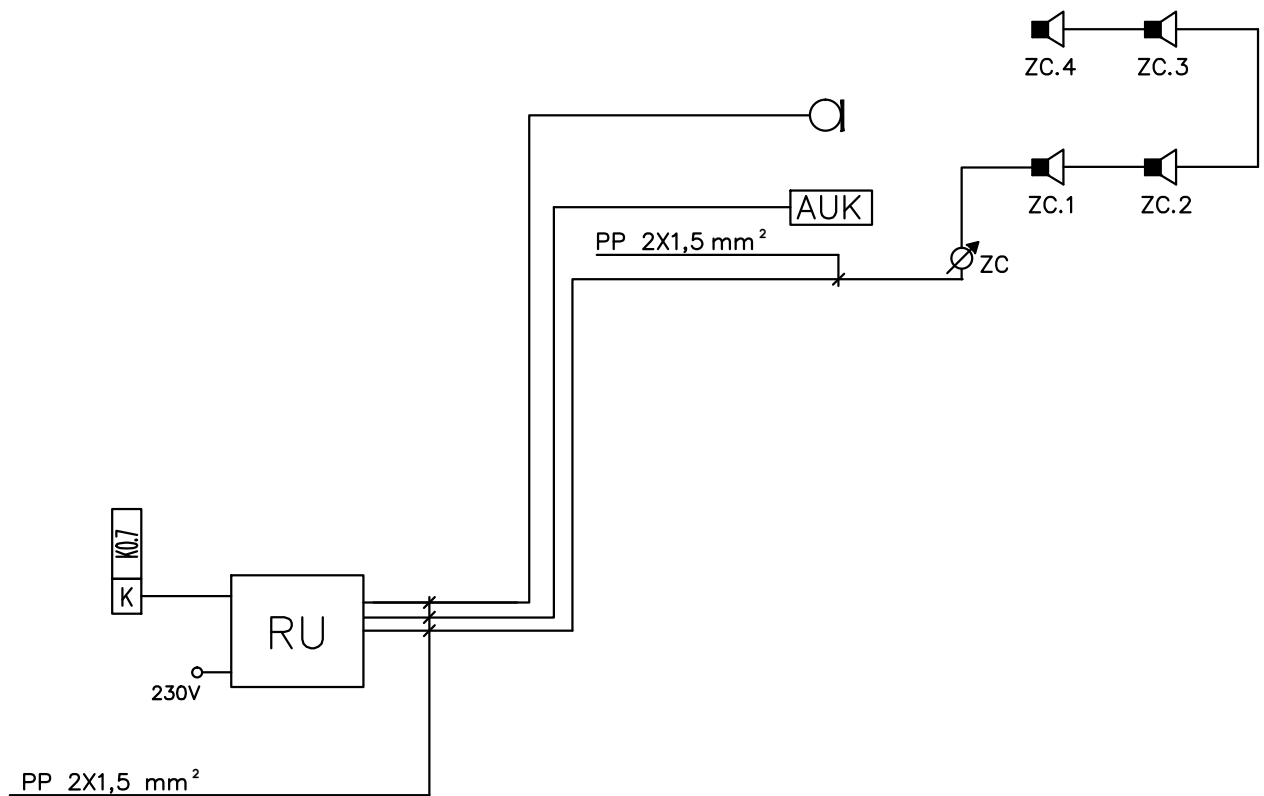 ZC.4
ZC.3
ZC.1
ZC.2
AUK
PP 2X1,5 mm²
ZC
K0.7
K
RU
230V
PP 2X1,5 mm²